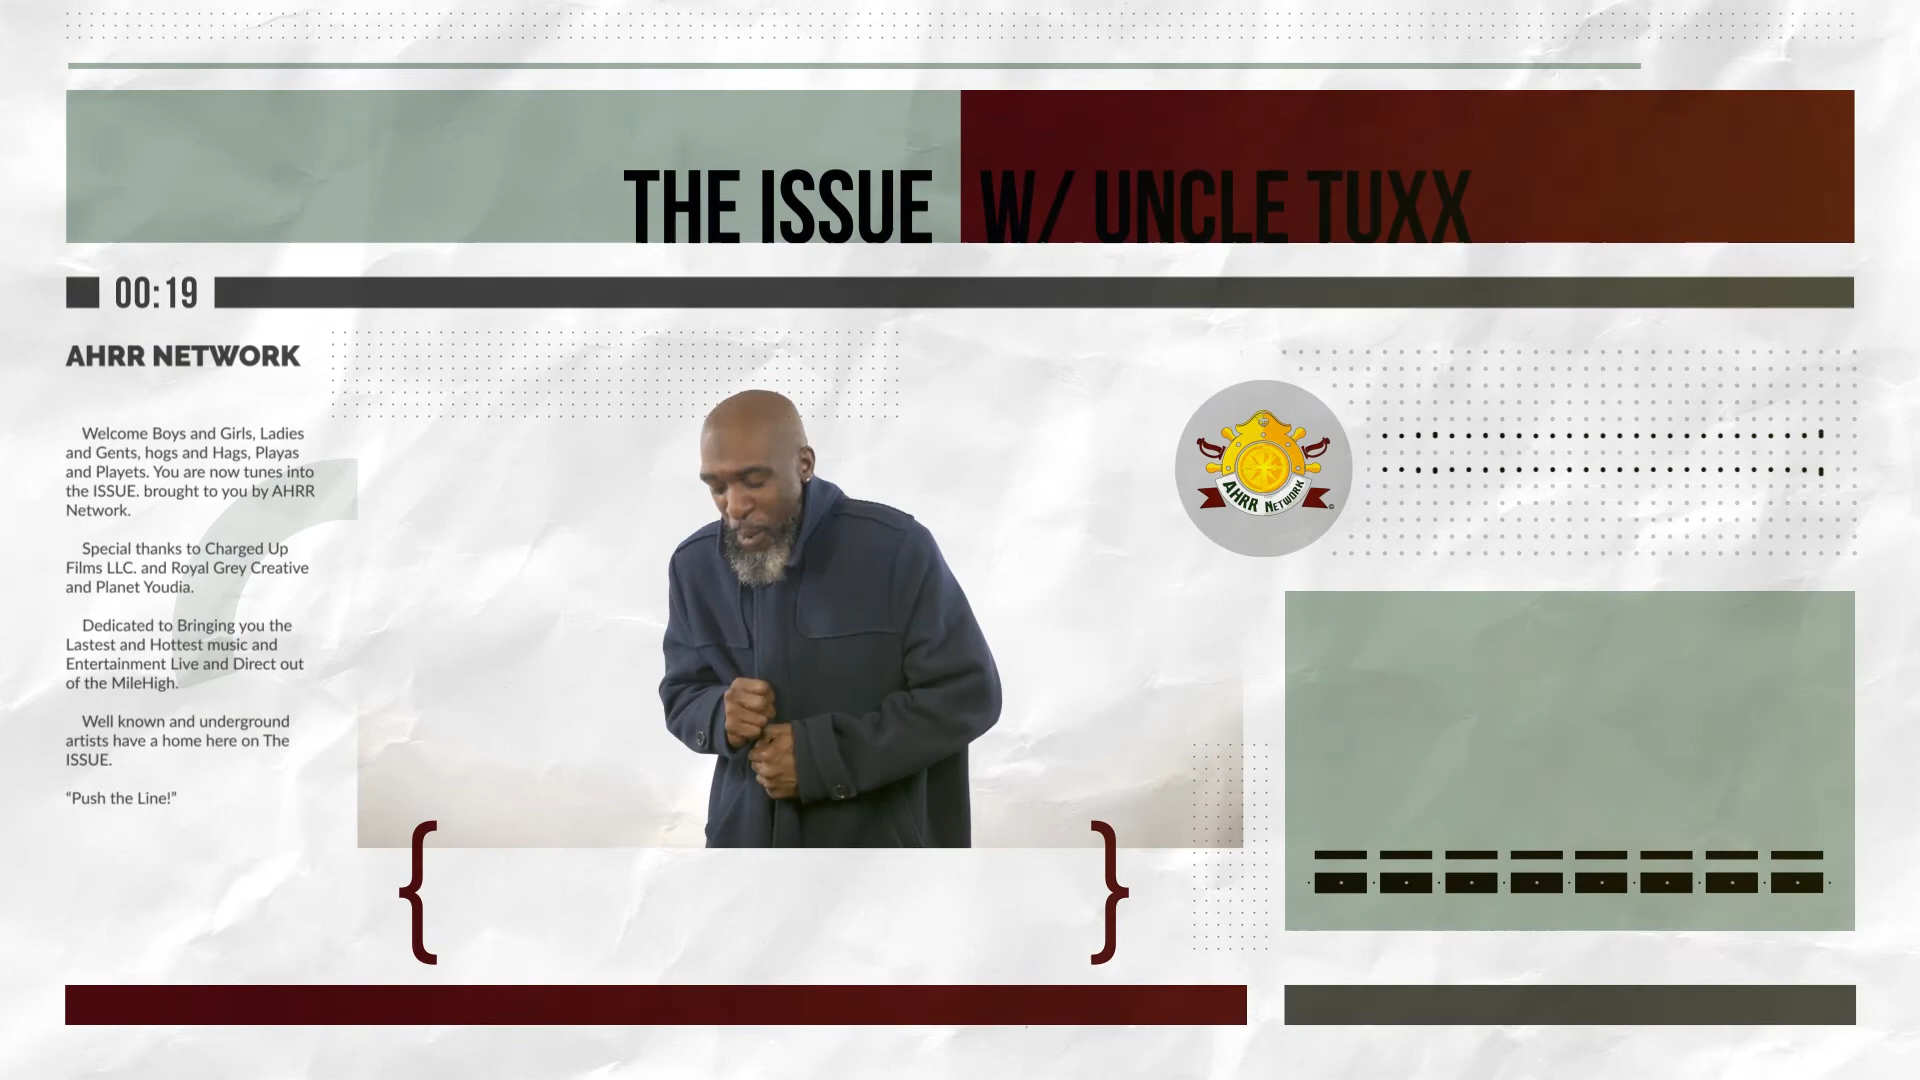 THE ISSUE W/ UNCLE TUXX
00:19
AHRR NETWORK
Welcome Boys and Girls, Ladies
and Gents, hogs and Hags, Playas
and Playets. You are now tunes into
the ISSUE. brought to you by AHRR
Network.
Special thanks to Charged Up
Films LLC. and Royal Grey Creative
and Planet Youdia.
Dedicated to Bringing you the
Lastest and Hottest music and
Entertainment Live and Direct out
of the MileHigh.
Well known and underground
artists have a home here on The
ISSUE.
“Push the Line!”
AHRR NETWORK
{ }